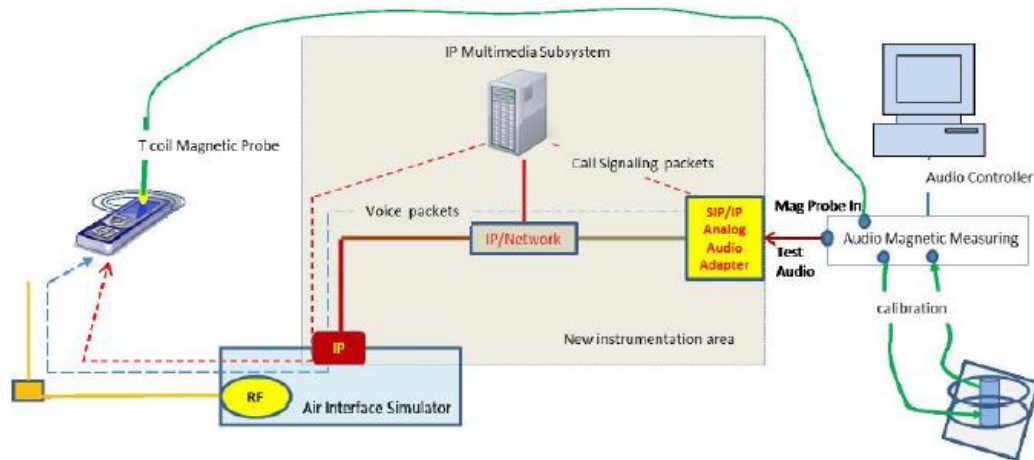 IP Multimedia Subsystem
T coil Magnetic Probe
Call Signaling packets
Audio Controller
Voice packets
SIP/IP
Analog
Audio
Adapter
Mag Probe In
IP/Network
Audio Magnetic Measuring
Test
Audio
calibration
New instrumentation area
IP
RF
Air Interface Simulator